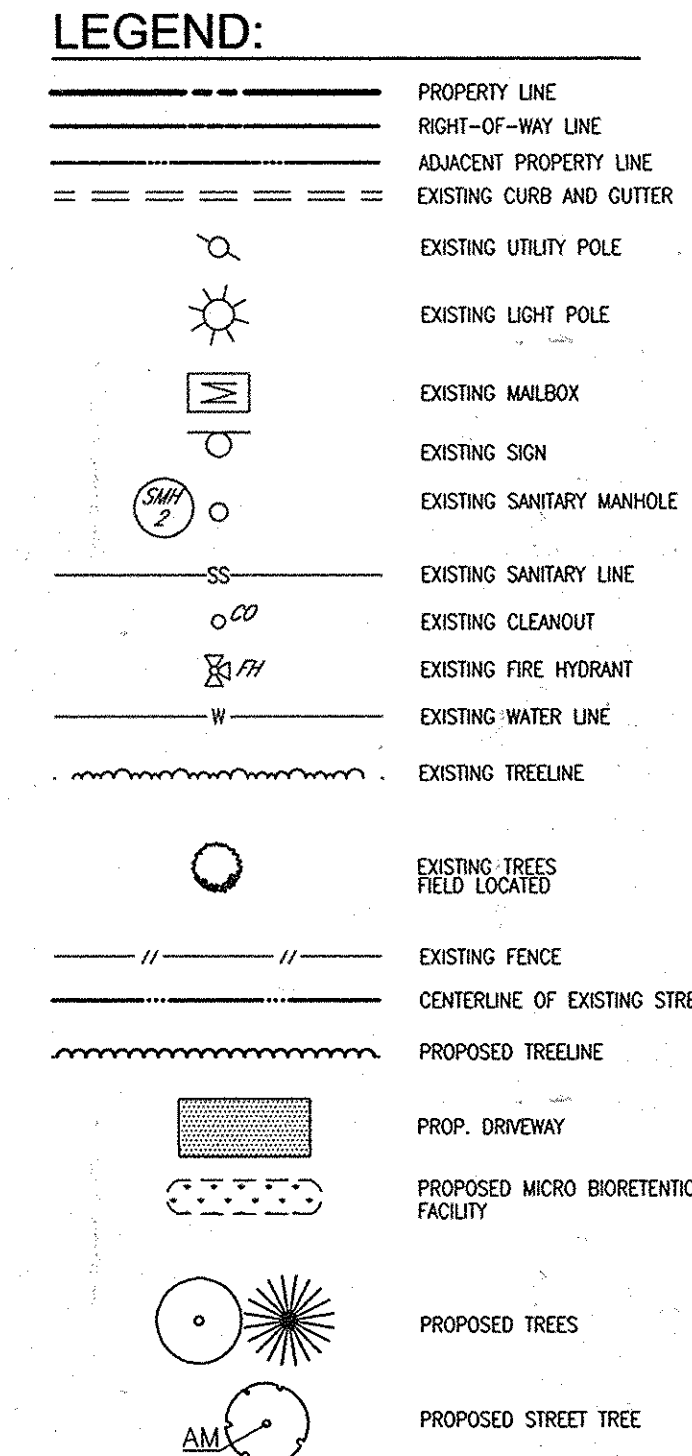 LEGEND:
PROPERTY LINE
RIGHT-OF-WAY LINE
ADJACENT PROPERTY LINE
EXISTING CURB AND GUTTER
EXISTING UTILITY POLE
EXISTING LIGHT POLE
M EXISTING MAILBOX
EXISTING SIGN
SMH
2
EXISTING SANITARY MANHOLE
SS EXISTING SANITARY LINE
CO EXISTING CLEANOUT
FH EXISTING FIRE HYDRANT
W EXISTING WATER LINE
EXISTING TREELINE
EXISTING TREES
FIELD LOCATED
EXISTING FENCE
CENTERLINE OF EXISTING STRE
PROPOSED TREELINE
PROP. DRIVEWAY
PROPOSED MICRO BIORETENTIO
FACILITY
PROPOSED TREES
AM PROPOSED STREET TREE